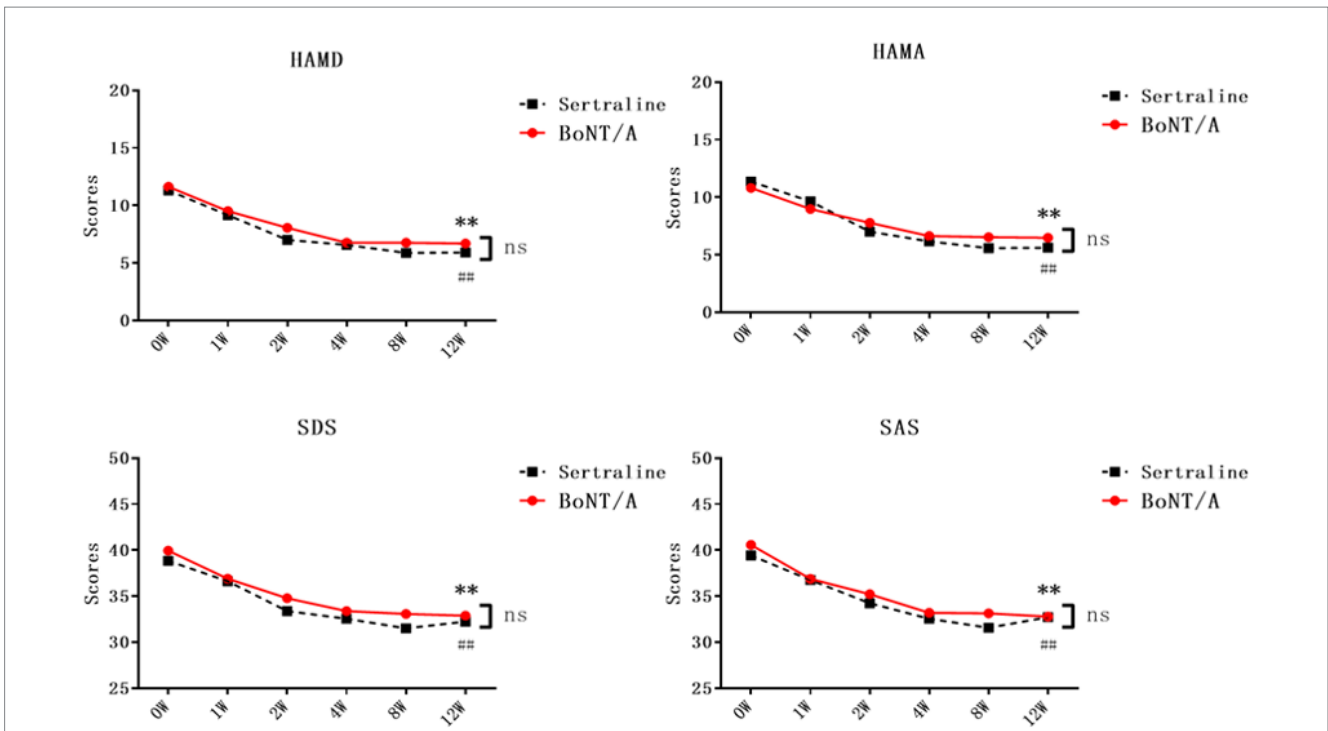 HAMD
20
15
10
5
0
Scores
Sertraline
BoNT/A
**
ns
##
0W 1W 2W 4W 8W 12W
HAMA
20
15
10
5
0
Scores
Sertraline
BoNT/A
**
ns
##
0W 1W 2W 4W 8W 12W
SDS
50
45
40
35
30
25
Scores
Sertraline
BoNT/A
**
ns
##
0W 1W 2W 4W 8W 12W
SAS
50
45
40
35
30
25
Scores
Sertraline
BoNT/A
**
ns
##
0W 1W 2W 4W 8W 12W